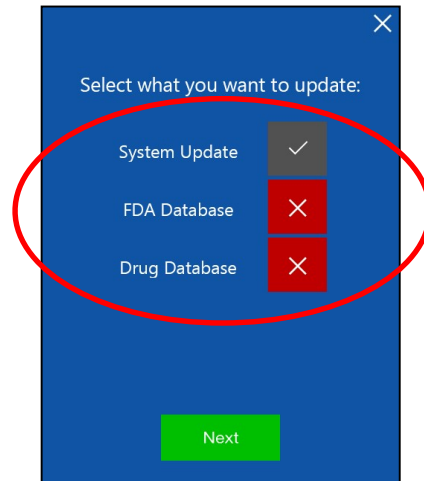 Select what you want to update:
System Update
FDA Database
Drug Database
Next